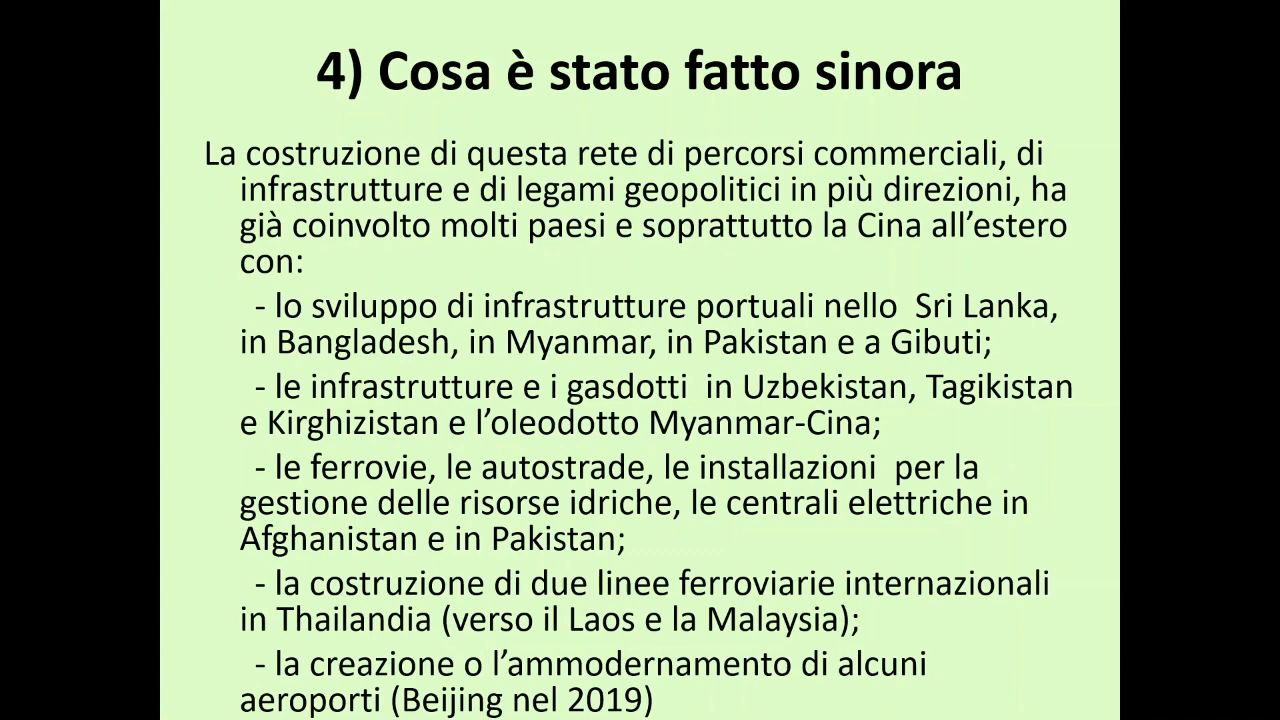 4) Cosa è stato fatto sinora
La costruzione di questa rete di percorsi commerciali, di
infrastrutture e di legami geopolitici in più direzioni, ha
già coinvolto molti paesi e soprattutto la Cina all’estero
con:
- lo sviluppo di infrastrutture portuali nello  Sri Lanka,
in Bangladesh, in Myanmar, in Pakistan e a Gibuti;
- le infrastrutture e i gasdotti  in Uzbekistan, Tagikistan
e Kirghizistan e l’oleodotto Myanmar-Cina;
- le ferrovie, le autostrade, le installazioni  per la
gestione delle risorse idriche, le centrali elettriche in
Afghanistan e in Pakistan;
- la costruzione di due linee ferroviarie internazionali
in Thailandia (verso il Laos e la Malaysia);
- la creazione o l’ammodernamento di alcuni
aeroporti (Beijing nel 2019)